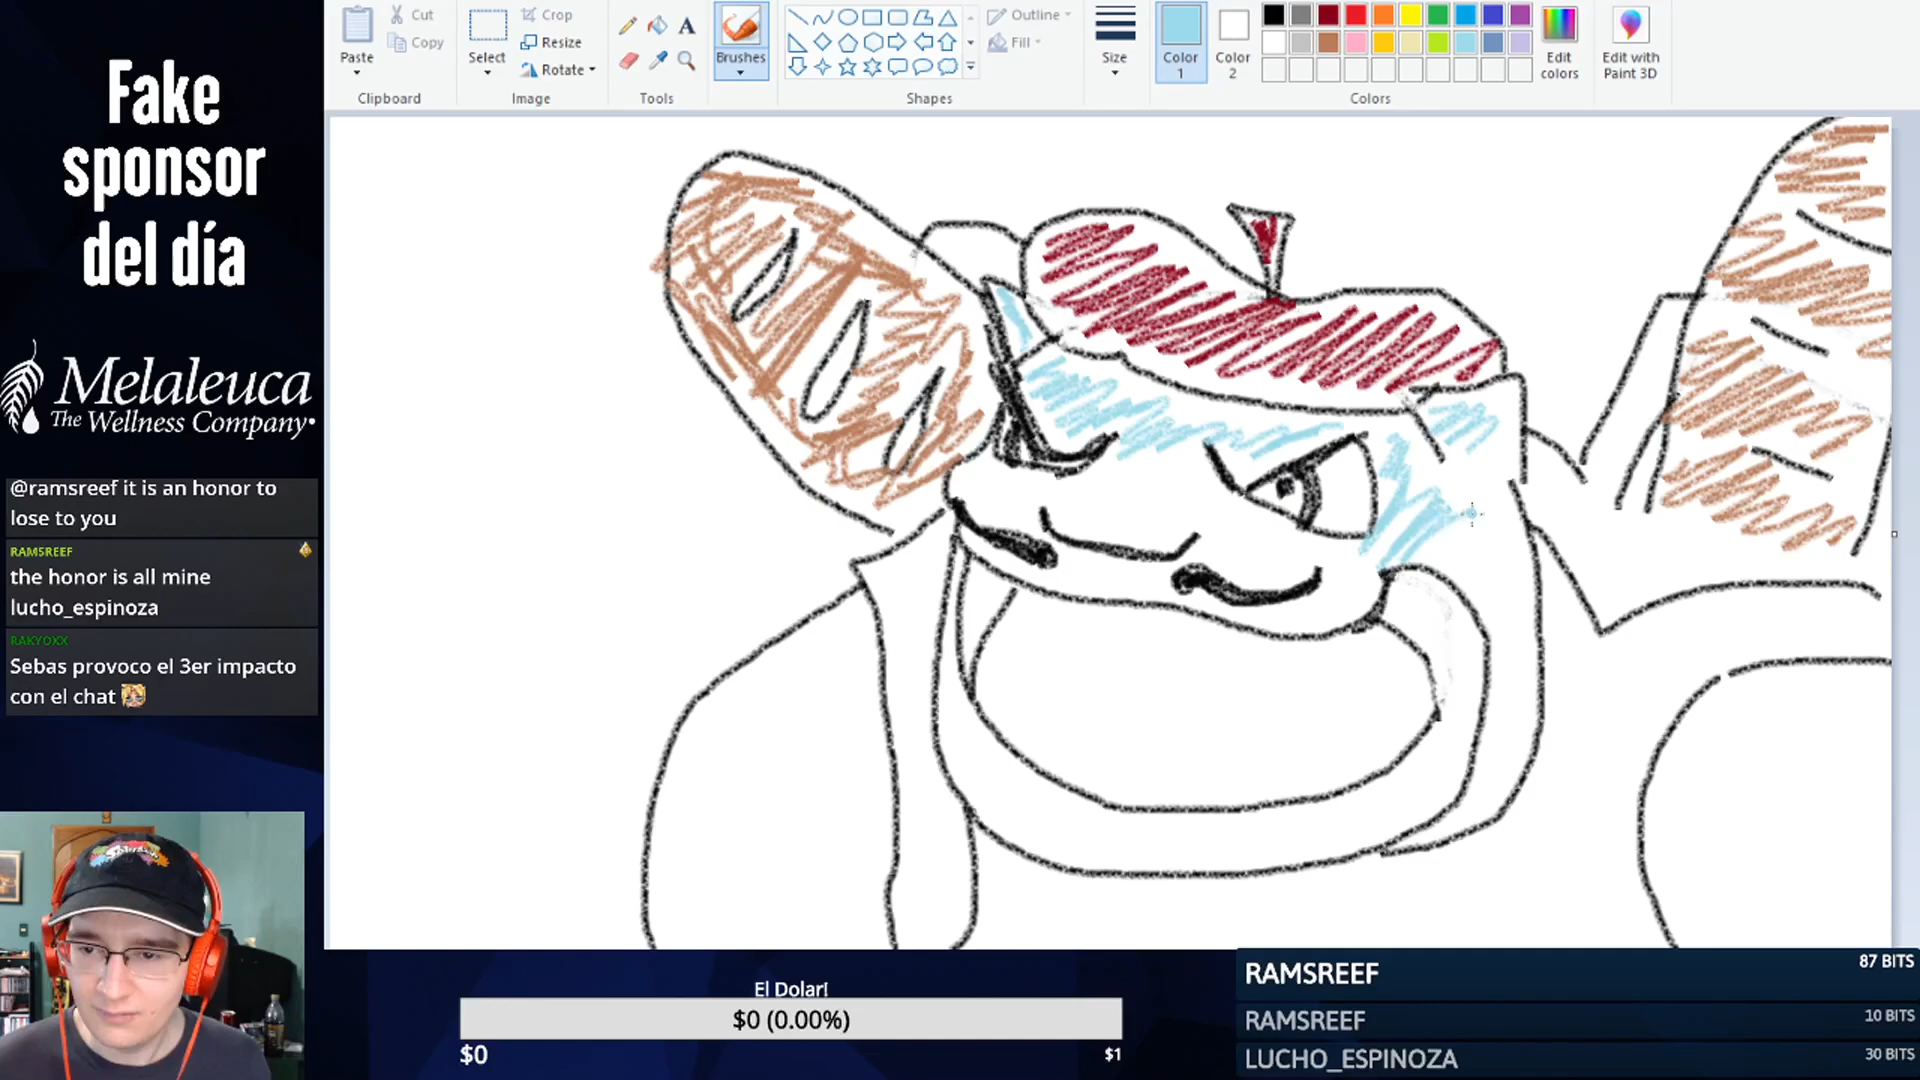 Fake
sponsor
del día
Melaleuca
The Wellness Company•
@ramsreef it is an honor to
lose to you
RAMSREEF
the honor is all mine
lucho_espinoza
RAKYOXX
Sebas provoco el 3er impacto
con el chat
Paste
Cut
Copy
Clipboard
Select
Crop
Resize
Rotate
Image
A
Tools
Brushes
Shapes
Outline
Fill
Size
Color
1
Color
2
Colors
Edit
colors
Edit with
Paint 3D
El Dolar!
$0 (0.00%)
$0
$1
RAMSREEF
87 BITS
RAMSREEF
10 BITS
LUCHO_ESPINOZA
30 BITS